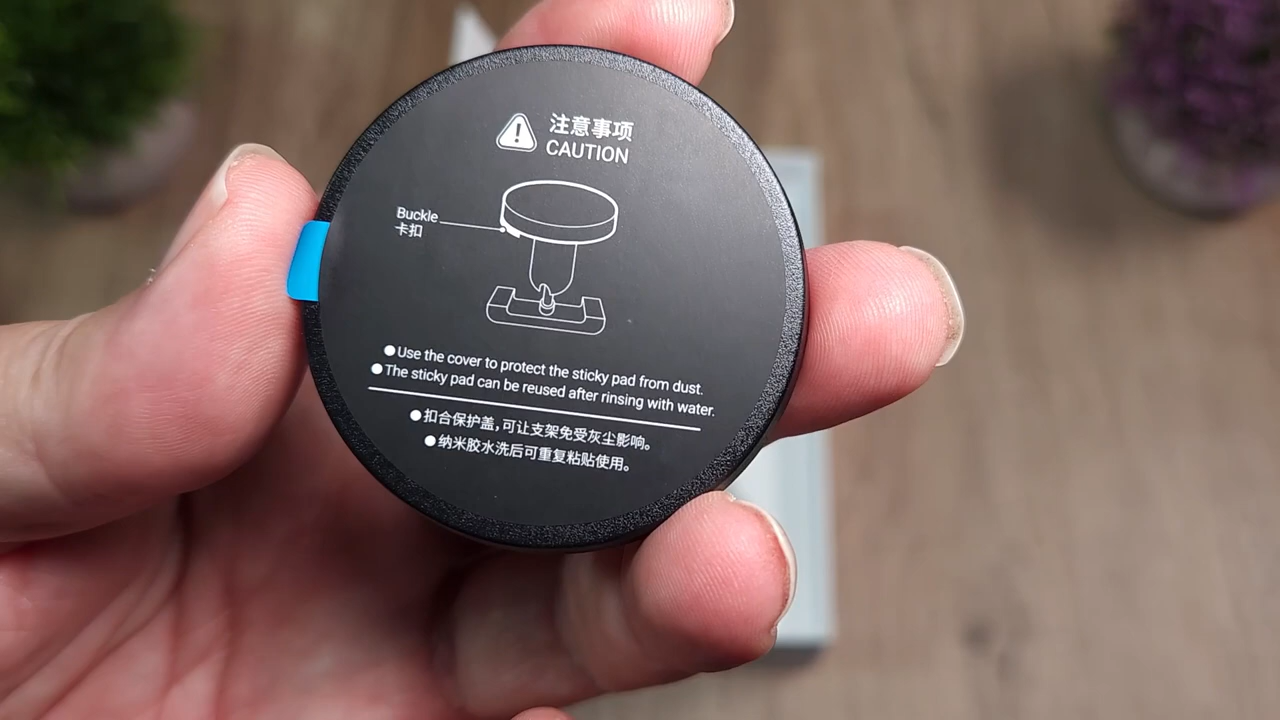 注意事项
CAUTION
Buckle
卡扣
Use the cover to protect the sticky pad from dust.
The sticky pad can be reused after rinsing with water.
扣合保护盖,可让支架免受灰尘影响。
纳米胶水洗后可重复粘贴使用。